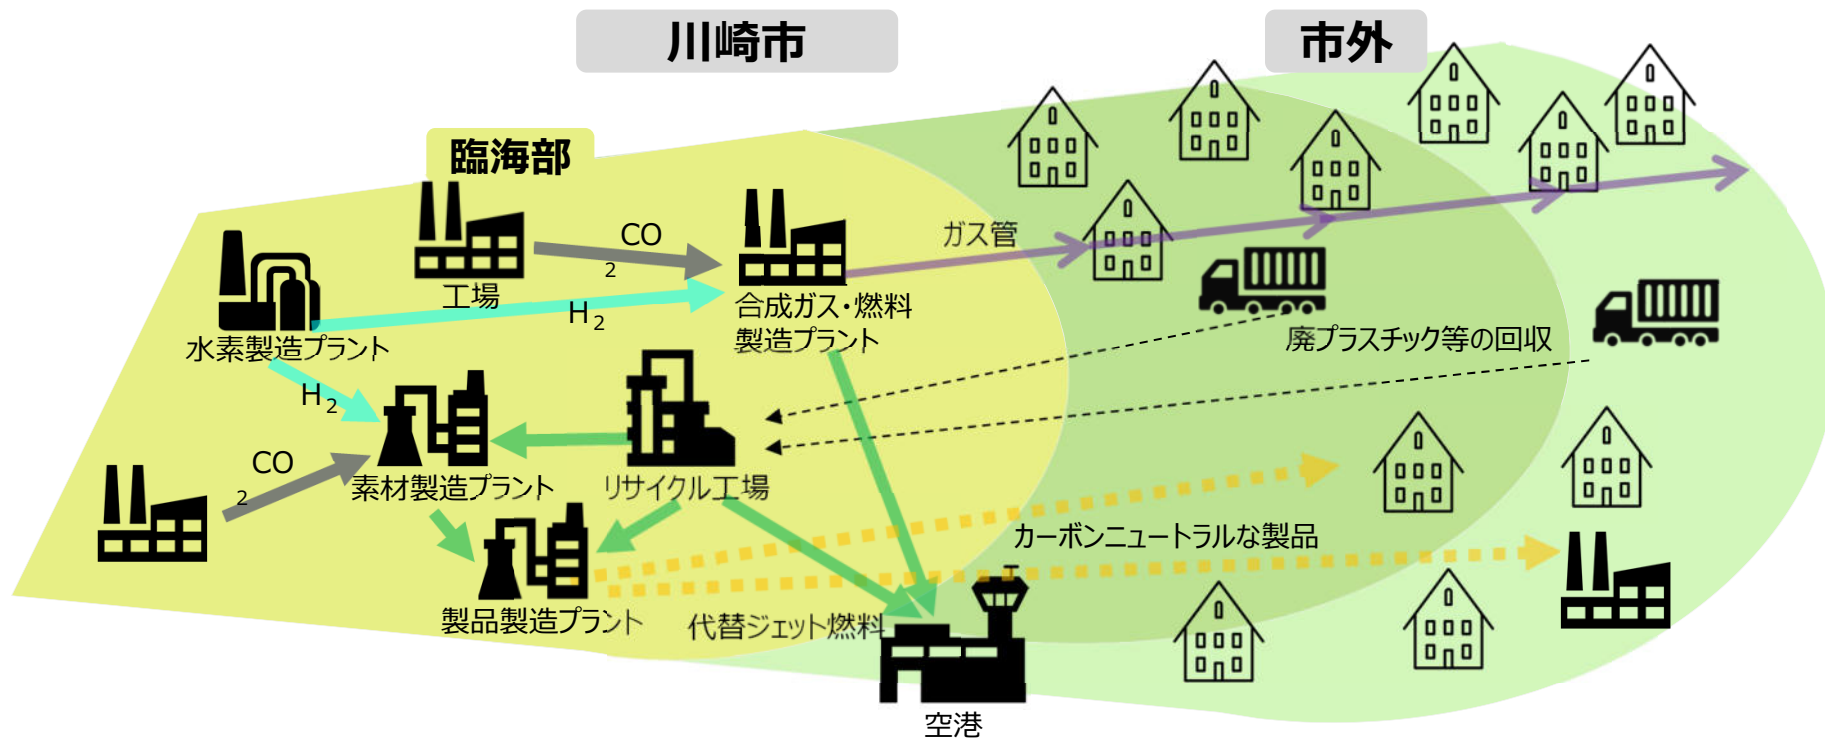 川崎市
市外
臨海部
CO
2
工場
H2
合成ガス・燃料
製造プラント
ガス管
水素製造プラント
H2
廃プラスチック等の回収
CO
2
素材製造プラント
リサイクル工場
カーボンニュートラルな製品
製品製造プラント
代替ジェット燃料
空港